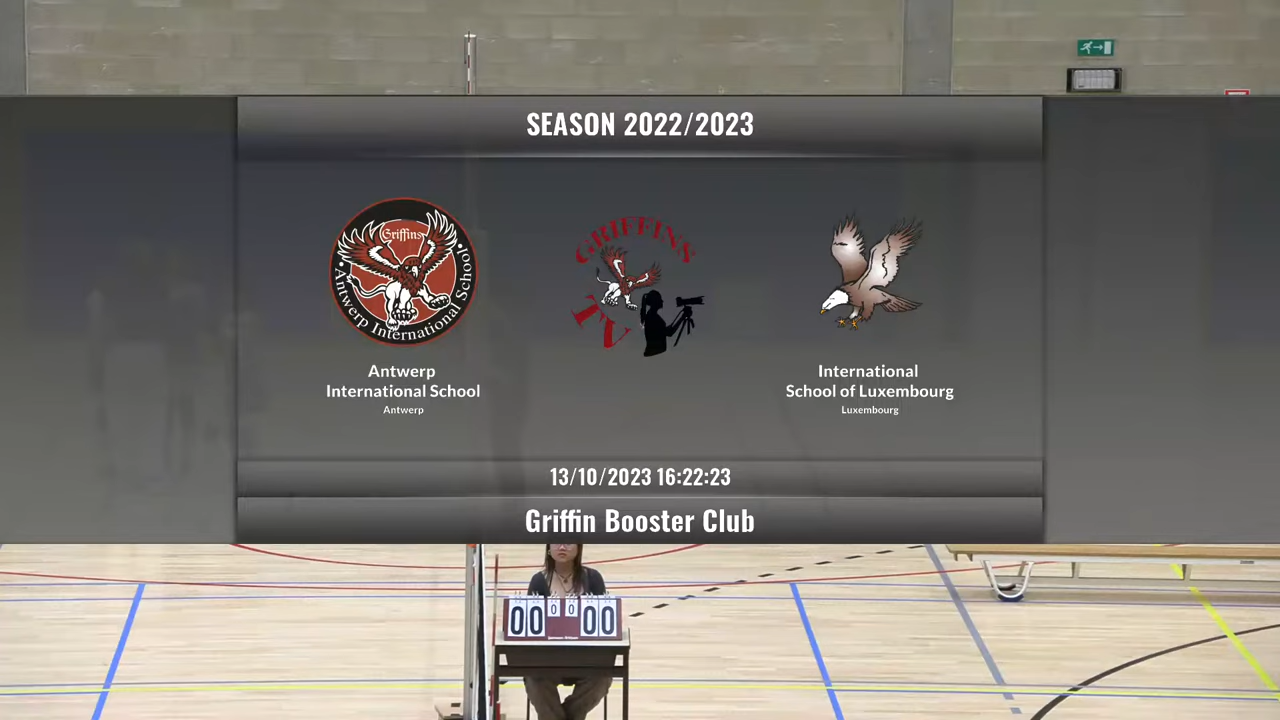 SEASON 2022/2023
Griffins
Antwerp International School
GRIFFINS
TV
Antwerp
International School
Antwerp
International
School of Luxembourg
Luxembourg
13/10/2023 16:22:23
Griffin Booster Club
00 0 0 00